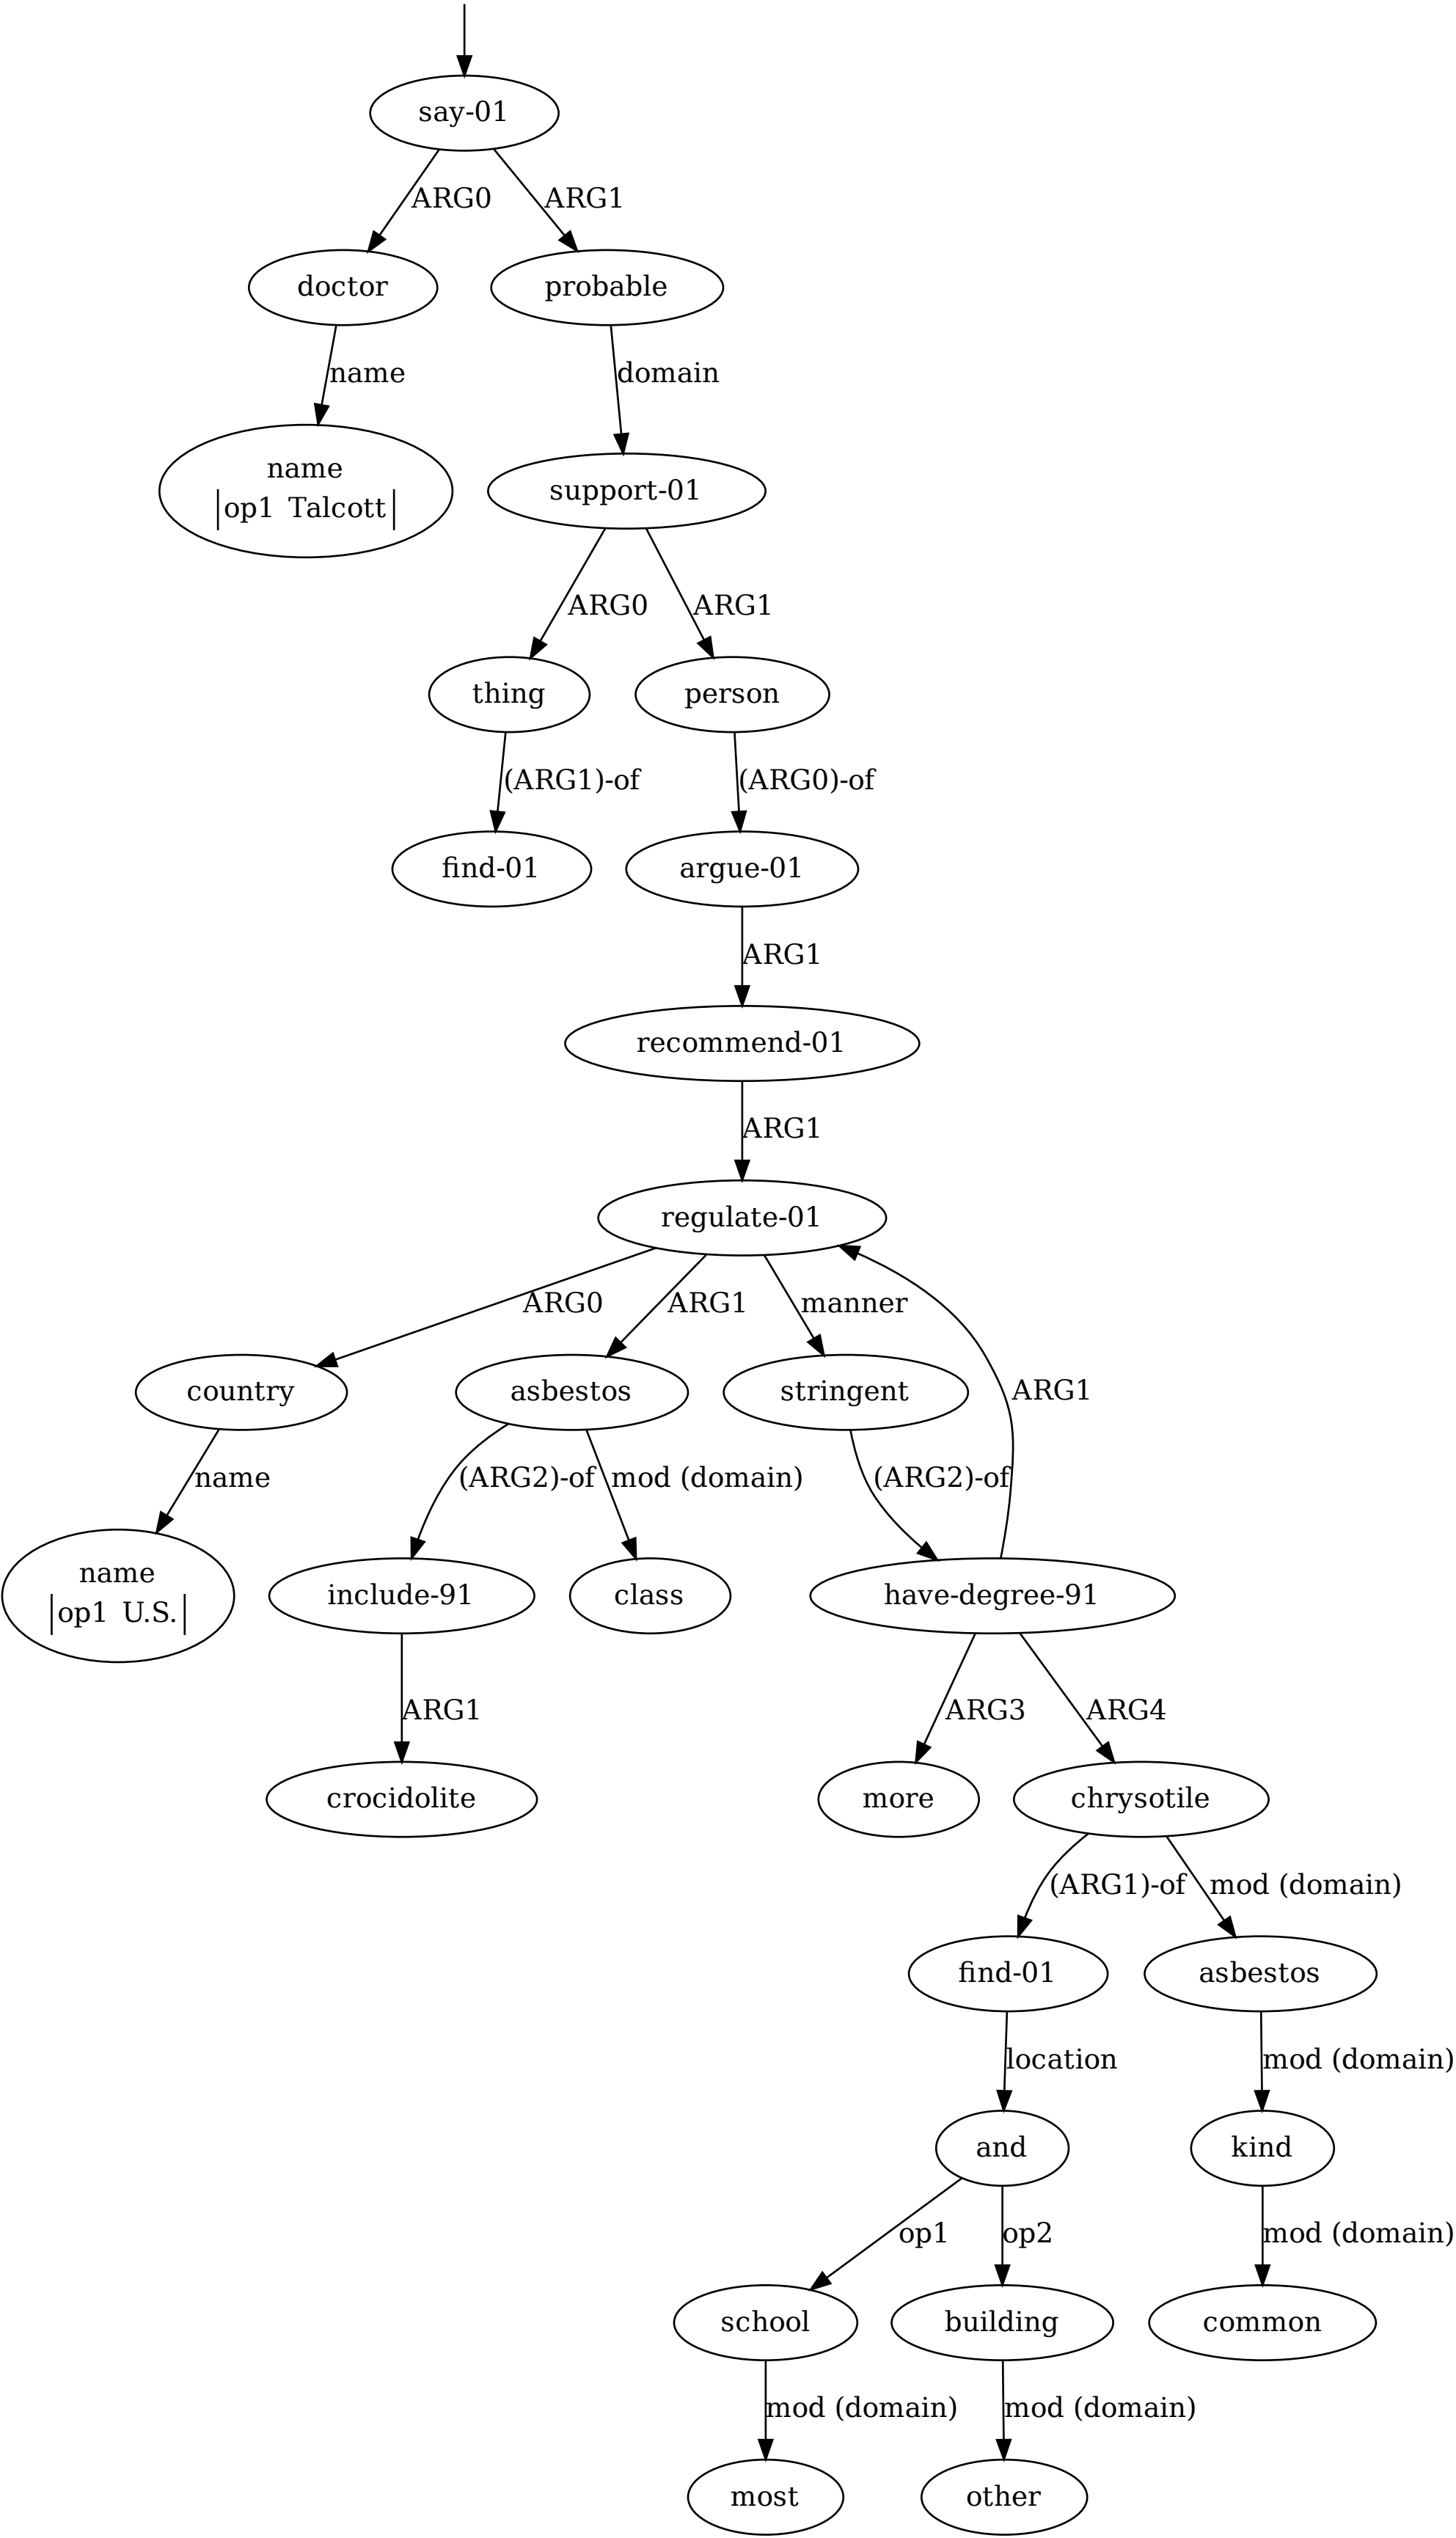 say-01
ARG0 ARG1
doctor probable
name domain
name
op1 Talcott
support-01
ARG0 ARG1
thing person
(ARG1)-of (ARG0)-of
find-01 argue-01
ARG1
recommend-01
ARG1
regulate-01
ARG0 ARG1 manner
country asbestos stringent ARG1
name (ARG2)-of mod (domain) (ARG2)-of
name
op1 U.S.
include-91 class have-degree-91
ARG1 ARG3 ARG4
crocidolite more chrysotile
(ARG1)-of mod (domain)
find-01 asbestos
location mod (domain)
and kind
op1 op2 mod (domain)
school building common
mod (domain) mod (domain)
most other